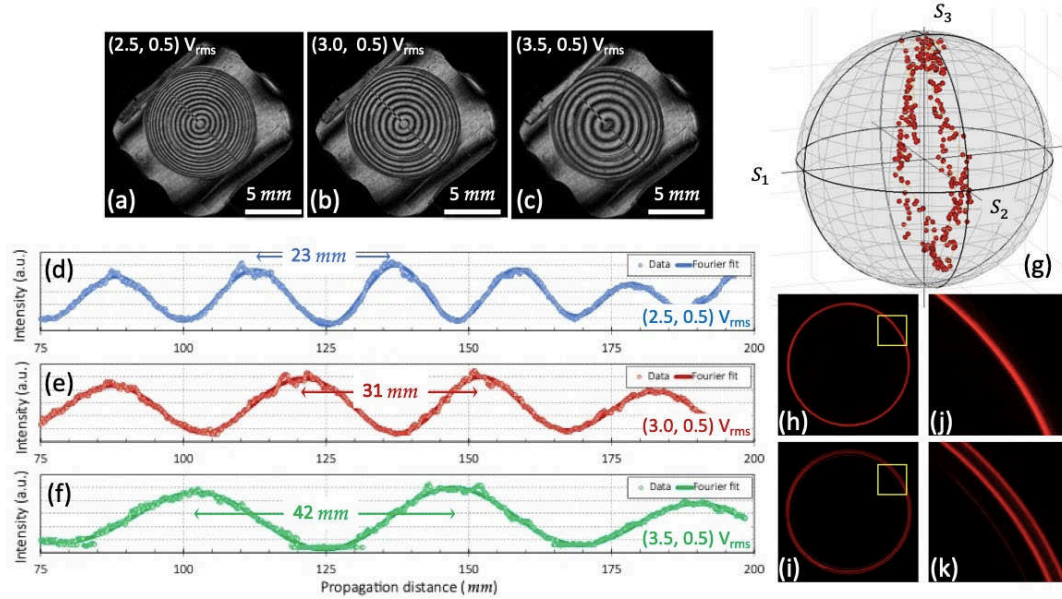 (2.5, 0.5) Vrms
(3.0, 0.5) Vrms
(3.5, 0.5) Vrms
5 mm
5 mm
5 mm
(a)
(b)
(c)
S3
S1
S2
(g)
(d)
23 mm
Data Fourier fit
(2.5, 0.5) Vrms
Intensity (a.u.)
75 100 125 150 175 200
(e)
31 mm
Data Fourier fit
(3.0, 0.5) Vrms
Intensity (a.u.)
75 100 125 150 175 200
(f)
42 mm
Data Fourier fit
(3.5, 0.5) Vrms
Intensity (a.u.)
75 100 125 150 175 200
Propagation distance (mm)
(h)
(j)
(i)
(k)